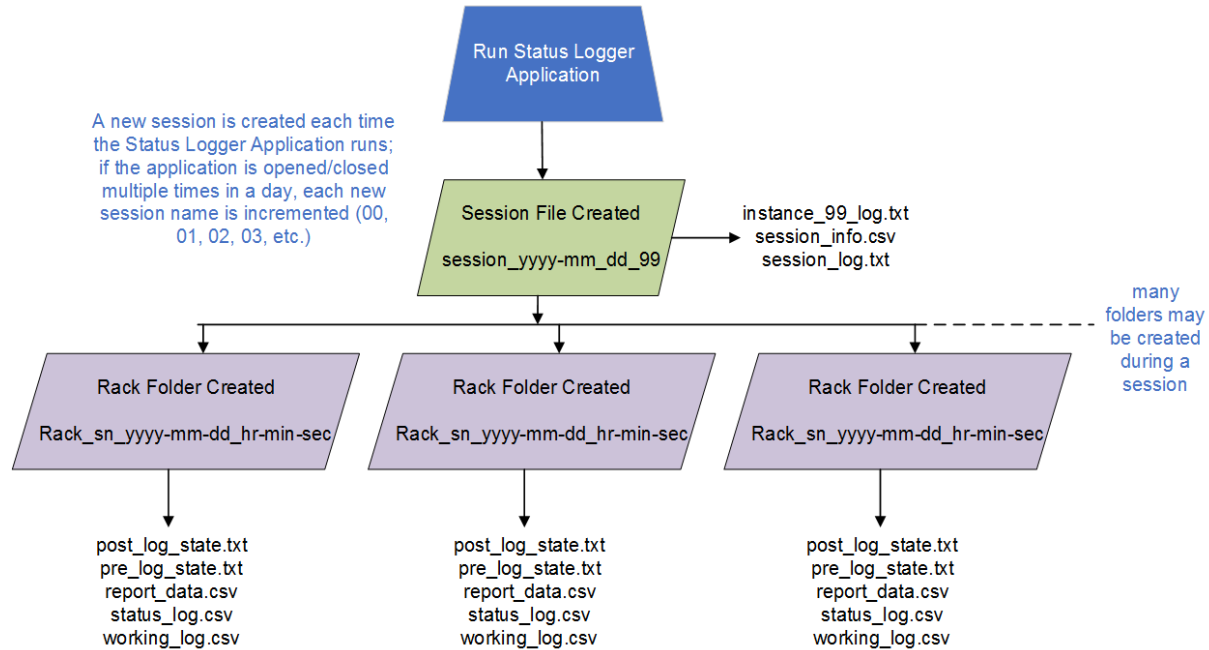 Run Status Logger
Application
A new session is created each time
the Status Logger Application runs;
if the application is opened/closed
multiple times in a day, each new
session name is incremented (00,
01, 02, 03, etc.)
Session File Created
session_yyyy-mm_dd_99
instance_99_log.txt
session_info.csv
session_log.txt
many
folders may
be created
during a
session
Rack Folder Created
Rack_sn_yyyy-mm-dd_hr-min-sec
Rack Folder Created
Rack_sn_yyyy-mm-dd_hr-min-sec
Rack Folder Created
Rack_sn_yyyy-mm-dd_hr-min-sec
post_log_state.txt
pre_log_state.txt
report_data.csv
status_log.csv
working_log.csv
post_log_state.txt
pre_log_state.txt
report_data.csv
status_log.csv
working_log.csv
post_log_state.txt
pre_log_state.txt
report_data.csv
status_log.csv
working_log.csv